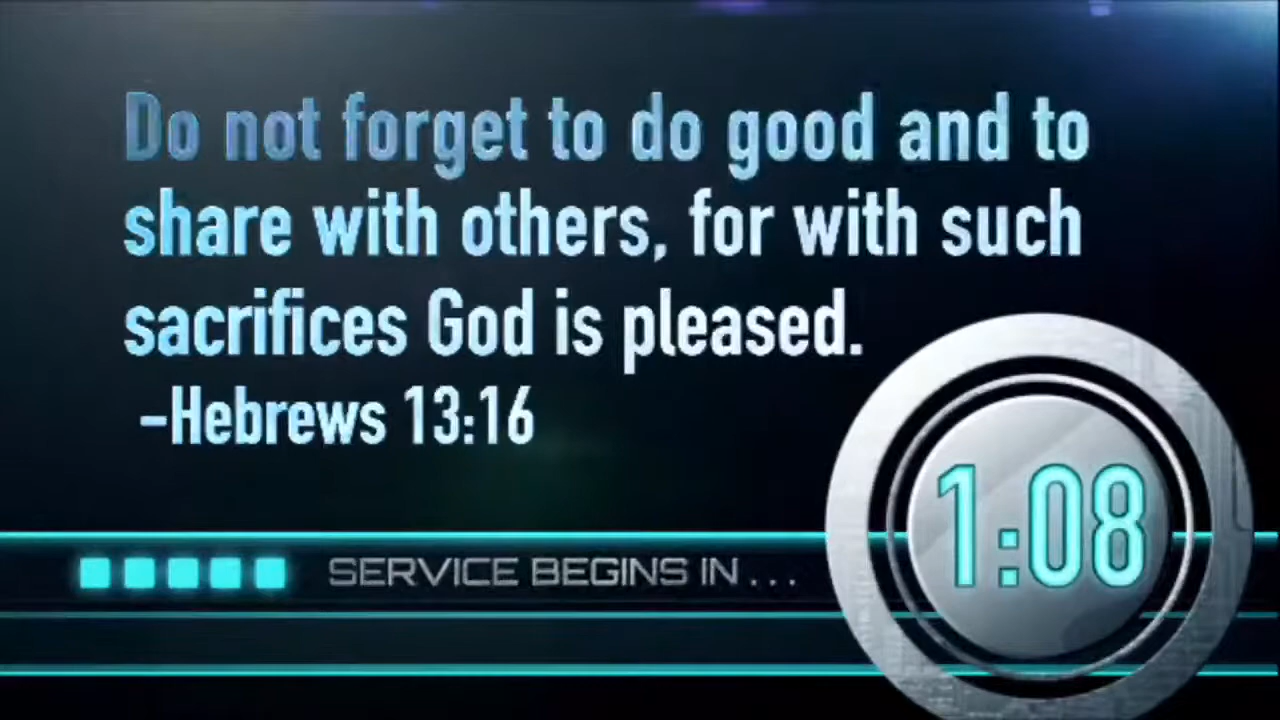 Do not forget to do good and to
share with others, for with such
sacrifices God is pleased.
-Hebrews 13:16
SERVICE BEGINS IN...
1:08